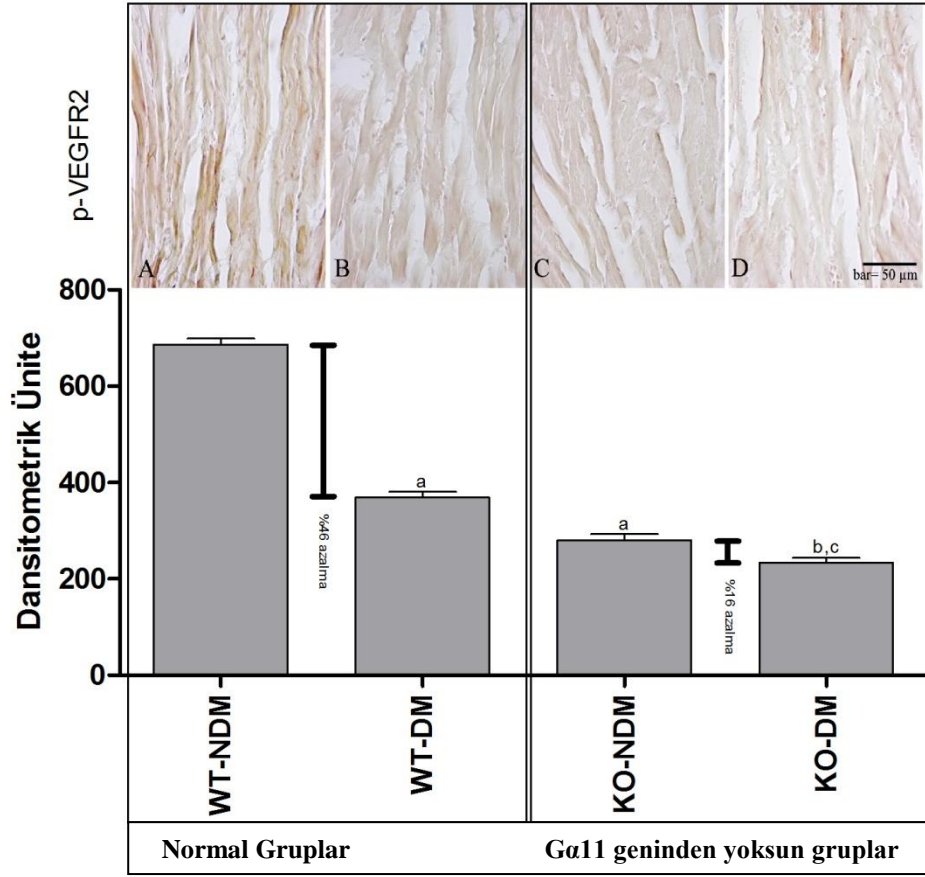 p-VEGFR2
A
B
C
D
bar= 50 µm
Dansitometrik Ünite
800
600
400
200
0
a
%46 azalma
a
b,c
%16 azalma
WT-NDM
WT-DM
KO-NDM
KO-DM
Normal Gruplar
Gα11 geninden yoksun gruplar